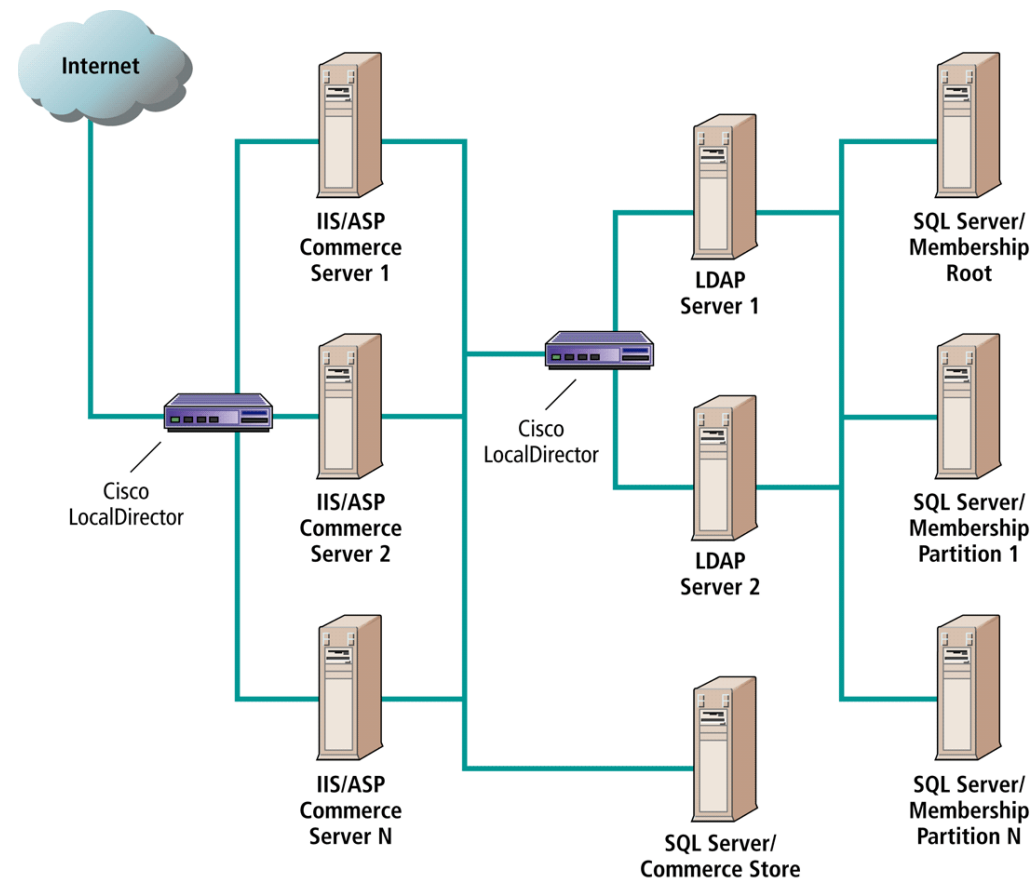 Internet
IIS/ASP
Commerce
Server 1
LDAP
Server 1
SQL Server/
Membership
Root
Cisco
LocalDirector
IIS/ASP
Commerce
Server 2
Cisco
LocalDirector
LDAP
Server 2
SQL Server/
Membership
Partition 1
IIS/ASP
Commerce
Server N
SQL Server/
Commerce Store
SQL Server/
Membership
Partition N